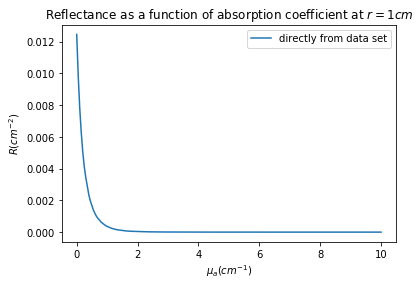 Reflectance as a function of absorption coefficient at r = 1cm
directly from data set
R(cm⁻²)
0.012
0.010
0.008
0.006
0.004
0.002
0.000
0 2 4 6 8 10
μₐ(cm⁻¹)